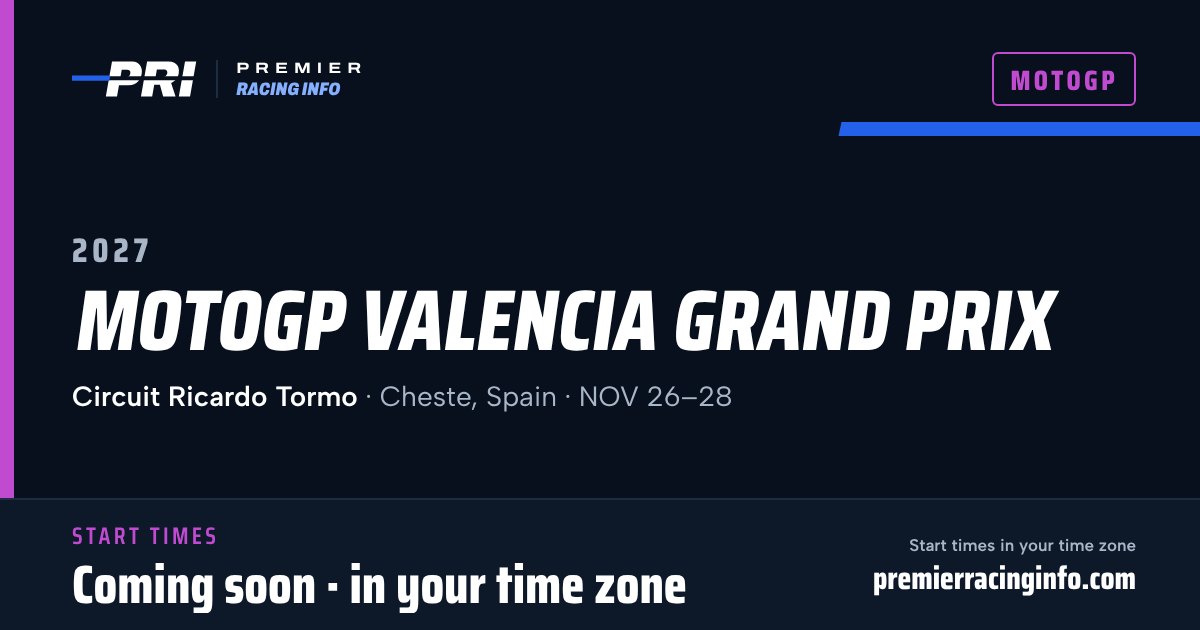 PRI
PREMIER
RACING INFO
MOTOGP
2027
MOTOGP VALENCIA GRAND PRIX
Circuit Ricardo Tormo · Cheste, Spain · NOV 26–28
START TIMES
Coming soon · in your time zone
Start times in your time zone
premierracinginfo.com